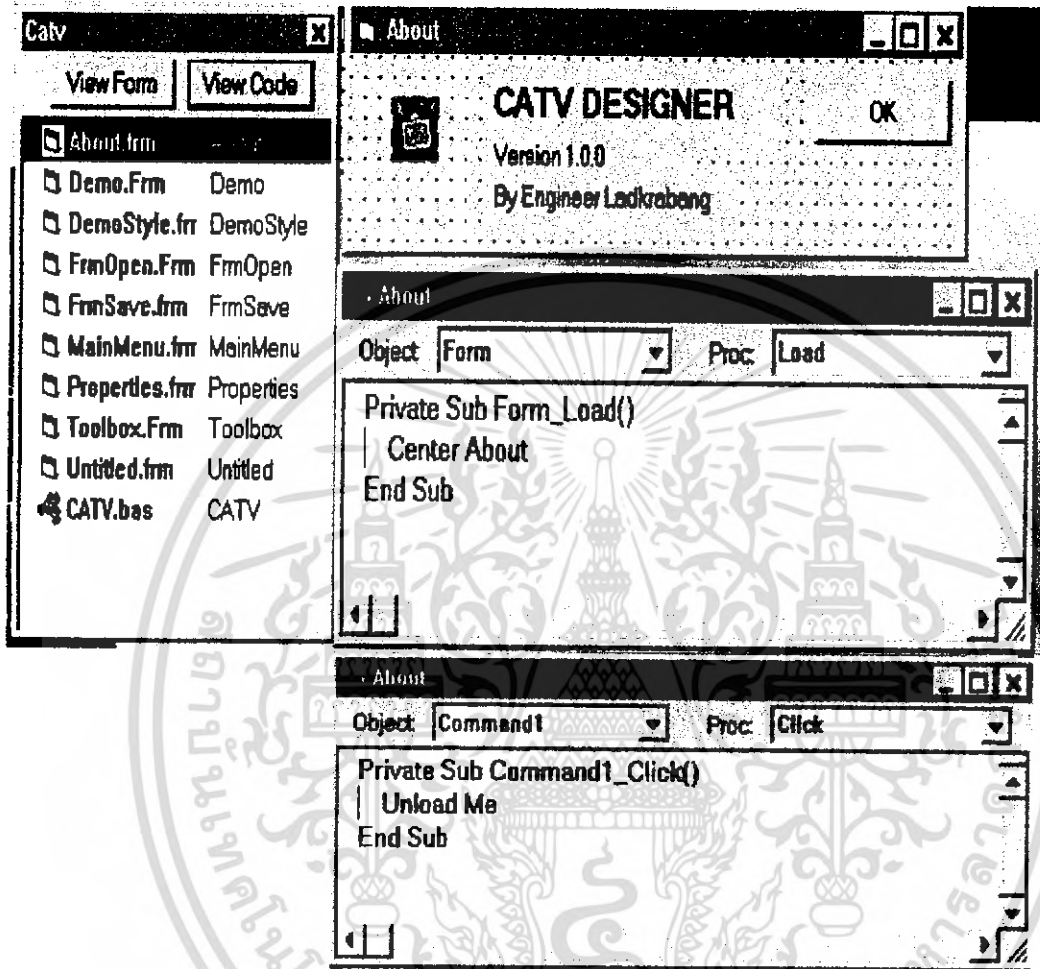 Catv
View Form View Code
About.frm
Demo.Frm Demo
DemoStyle.frr DemoStyle
FrmOpen.Frm FrmOpen
FrmSave.frm FrmSave
MainMenu.frr MainMenu
Properties.frr Properties
Toolbox.Frm Toolbox
Untitled.frm Untitled
CATV.bas CATV
About
CATV DESIGNER
OK
Version 1.0.0
By Engineer Ladkrabang
About
Object: Form Proc: Load
Private Sub Form_Load()
Center About
End Sub
About
Object: Command1 Proc: Click
Private Sub Command1_Click()
Unload Me
End Sub